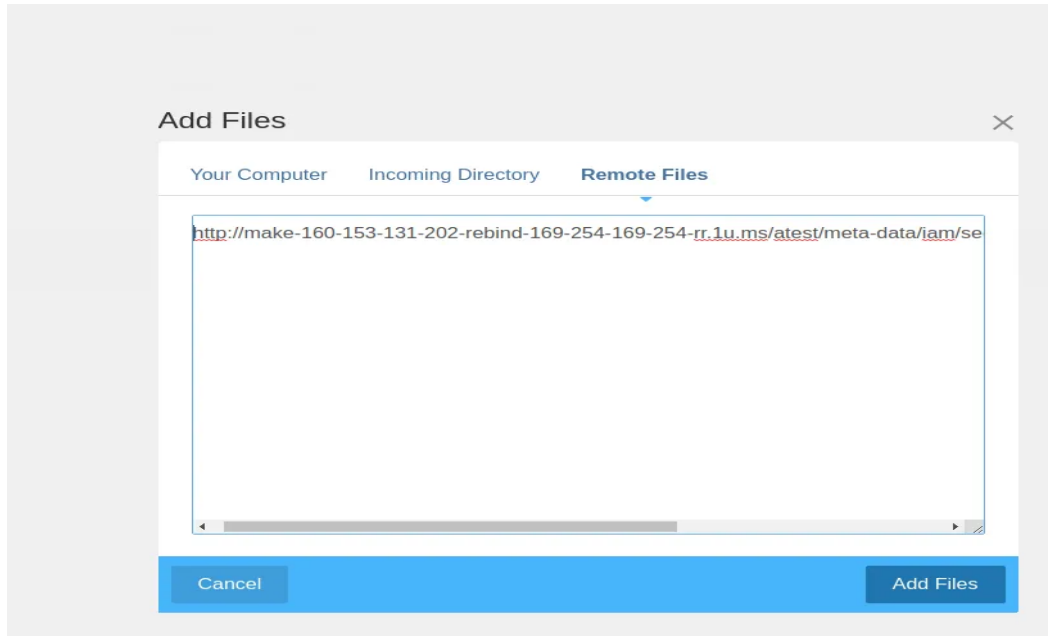 Add Files
Your Computer Incoming Directory Remote Files
http://make-160-153-131-202-rebind-169-254-169-254-rr.1u.ms/atest/meta-data/iam/se
Cancel Add Files